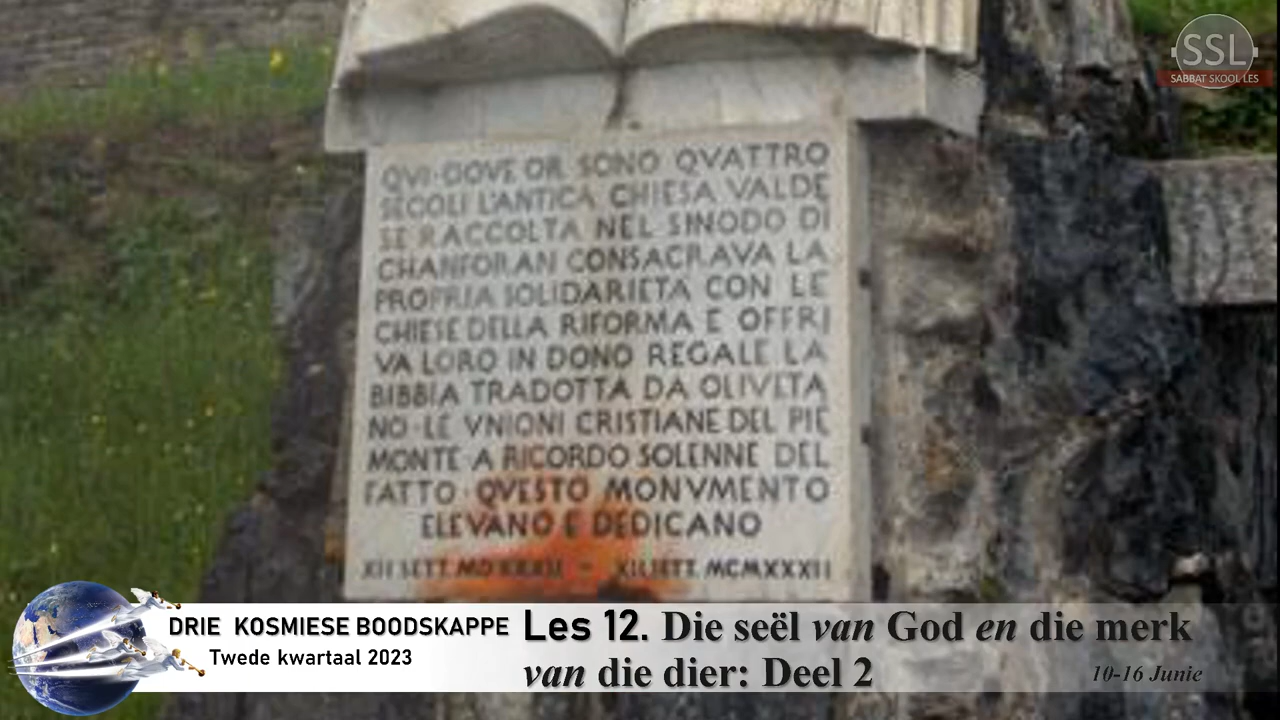 SSL
SABBAT SKOOL LES
QVI·DOVE OR SONO QVATTRO
SECOLI L'ANTICA CHIESA VALDE
SE RACCOLTA NEL SINODO DI
CHANFORAN CONSACRAVA LA
PROPRIA SOLIDARIETA CON LE
CHIESE DELLA RIFORMA E OFFRI
VA LORO IN DONO REGALE LA
BIBBIA TRADOTTA DA OLIVETA
NO·LE VNIONI CRISTIANE DEL PIE
MONTE A RICORDO SOLENNE DEL
FATTO·QVESTO MONVMENTO
ELEVANO E DEDICANO
XII SETT. MDXXXII - XII SETT. MCMXXXII
DRIE KOSMIESE BOODSKAPPE
Twede kwartaal 2023
Les 12. Die seël van God en die merk
van die dier: Deel 2
10-16 Junie